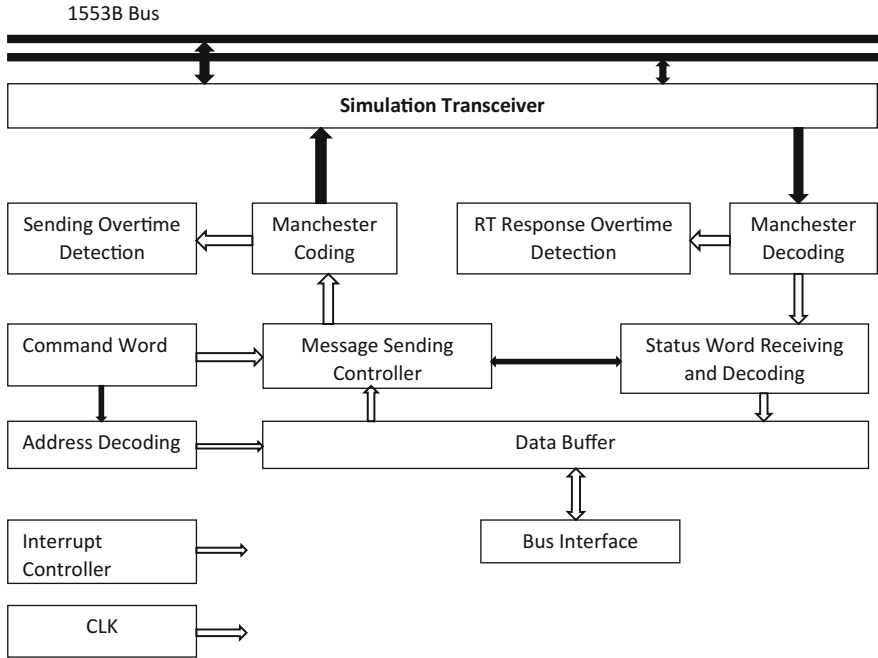 1553B Bus
Simulation Transceiver
Sending Overtime
Detection
Manchester
Coding
RT Response Overtime
Detection
Manchester
Decoding
Command Word
Message Sending
Controller
Status Word Receiving
and Decoding
Address Decoding
Data Buffer
Interrupt
Controller
Bus Interface
CLK